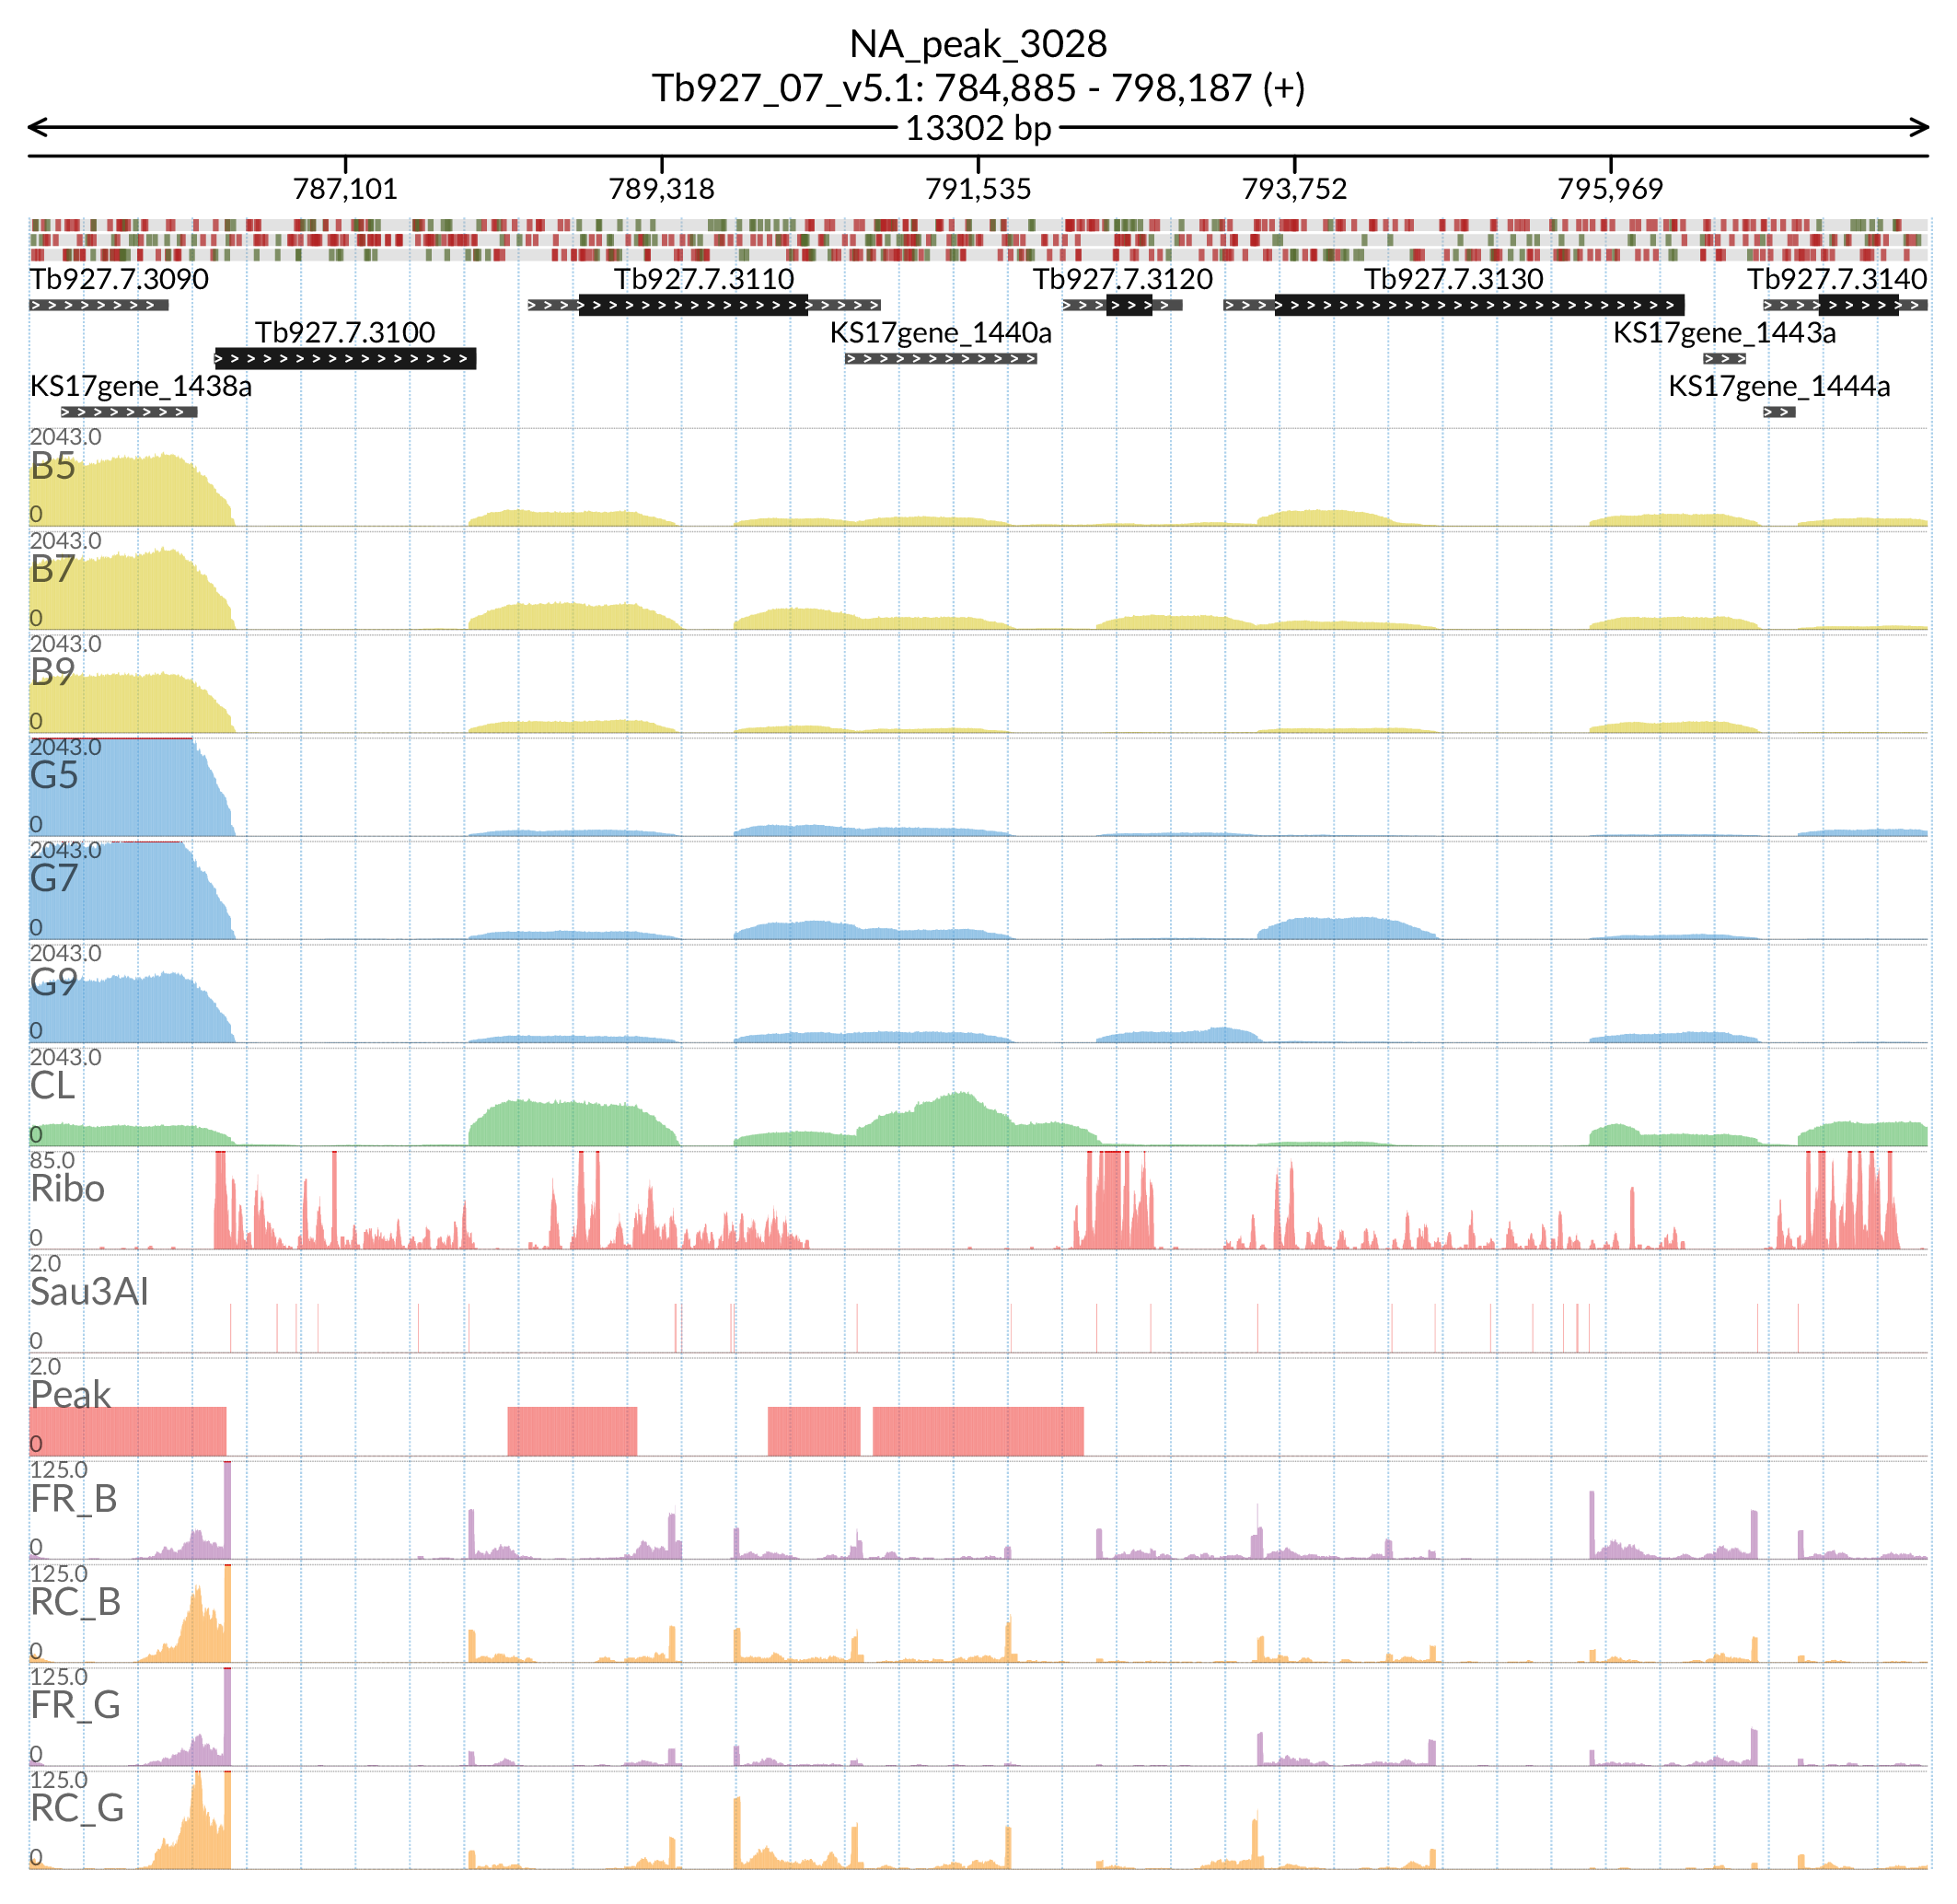 NA_peak_3028
Tb927_07_v5.1: 784,885 - 798,187 (+)
13302 bp
787,101 789,318 791,535 793,752 795,969
Tb927.7.3090 Tb927.7.3110 Tb927.7.3120 Tb927.7.3130 Tb927.7.3140
Tb927.7.3100 KS17gene_1440a KS17gene_1443a
KS17gene_1438a KS17gene_1444a
2043.0
B5
0
2043.0
B7
0
2043.0
B9
0
2043.0
G5
0
2043.0
G7
0
2043.0
G9
0
2043.0
CL
0
85.0
Ribo
0
2.0
Sau3AI
0
2.0
Peak
0
125.0
FR_B
0
125.0
RC_B
0
125.0
FR_G
0
125.0
RC_G
0